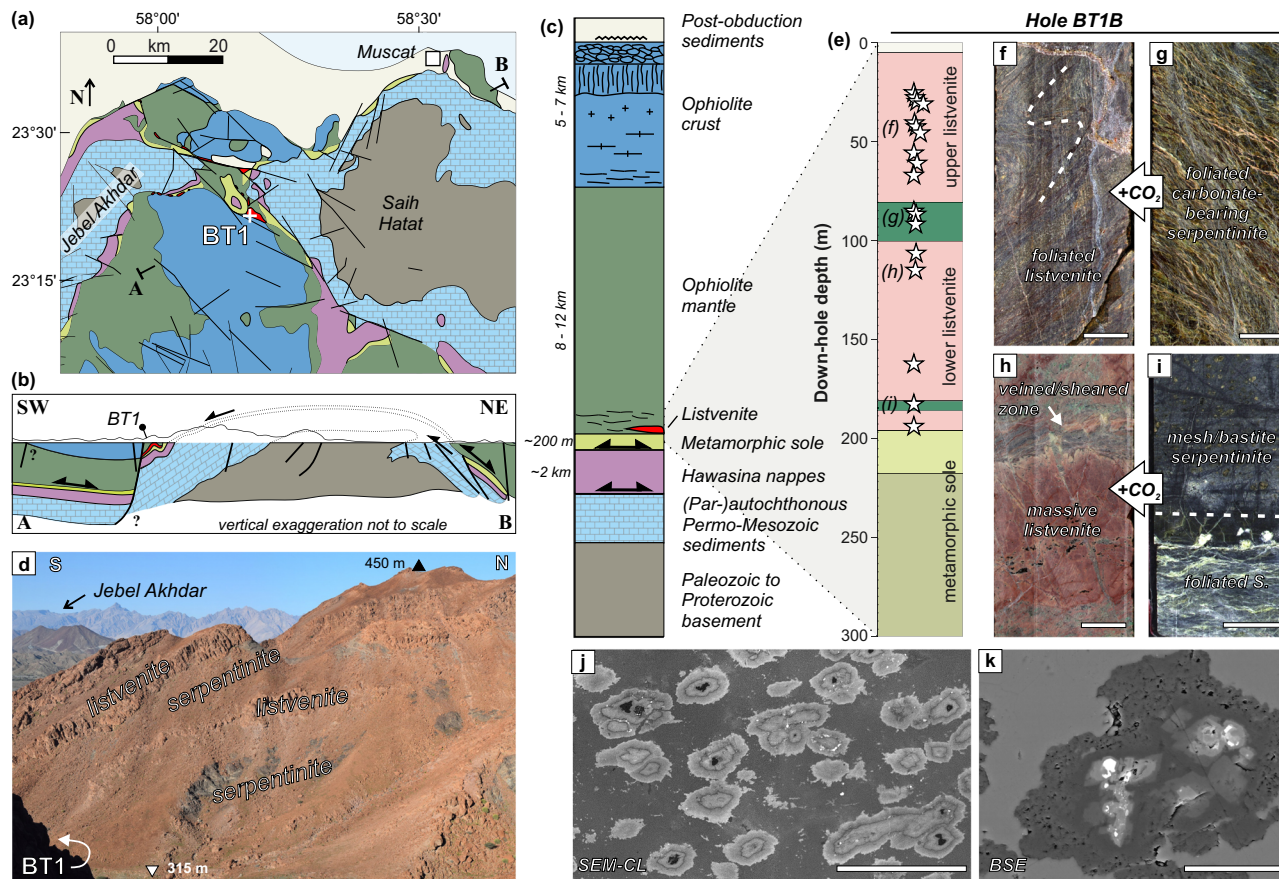 (a)
58°00'
58°30'
0 km 20
N
Muscat
B
23°30'
Jebel Akhdar
BT1
Saih
Hatat
23°15'
A
(b)
SW
NE
BT1
?
?
A
vertical exaggeration not to scale
B
(c)
Post-obduction
sediments
5 - 7 km
Ophiolite
crust
8 - 12 km
Ophiolite
mantle
Listvenite
~200 m
Metamorphic sole
~2 km
Hawasina nappes
(Par-)autochthonous
Permo-Mesozoic
sediments
Paleozoic to
Proterozoic
basement
d
S
N
450 m
Jebel Akhdar
listvenite
serpentinite
listvenite
serpentinite
BT1
315 m
Hole BT1B
(e)
Down-hole depth (m)
0
50
100
150
200
250
300
(f)
(g)
(h)
(i)
upper listvenite
lower listvenite
metamorphic sole
f
foliated
listvenite
+CO₂
g
foliated
carbonate-
bearing
serpentinite
h
veined/sheared
zone
massive
listvenite
+CO₂
i
mesh/bastite
serpentinite
foliated S.
j
SEM-CL
k
BSE